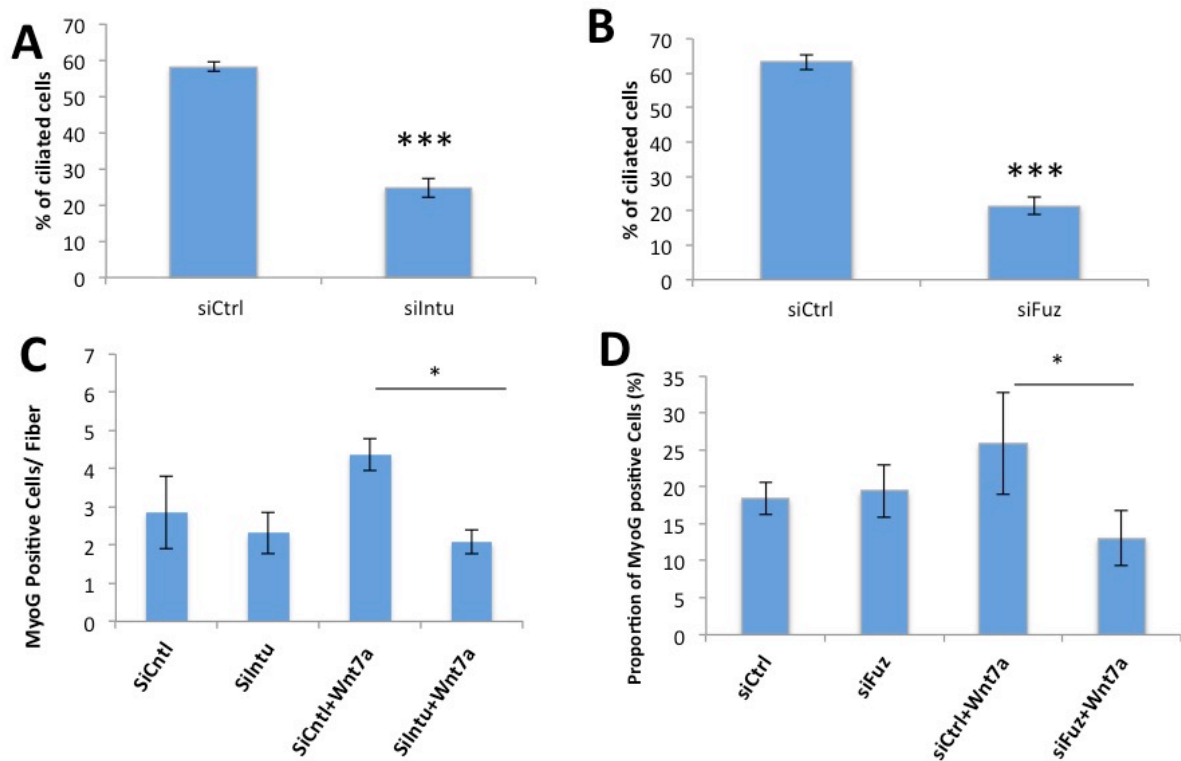 A
% of ciliated cells
70
60
50
40
30
20
10
0
***
siCtrl
siIntu
B
% of ciliated cells
70
60
50
40
30
20
10
0
***
siCtrl
siFuz
C
MyoG Positive Cells/ Fiber
7
6
5
4
3
2
1
0
*
SiCntl
SiIntu
SiCntl+Wnt7a
SiIntu+Wnt7a
D
Proportion of MyoG positive Cells (%)
35
30
25
20
15
10
5
0
*
siCtrl
siFuz
siCtrl+Wnt7a
siFuz+Wnt7a